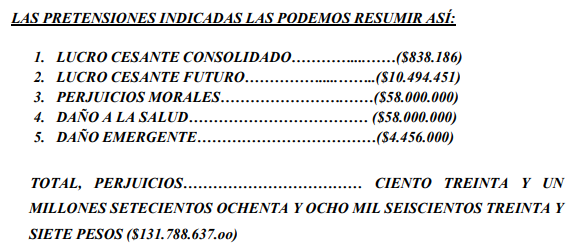 LAS PRETENSIONES INDICADAS LAS PODEMOS RESUMIR ASÍ:
1. LUCRO CESANTE CONSOLIDADO………….....……($838.186)
2. LUCRO CESANTE FUTURO…………….....……..($10.494.451)
3. PERJUICIOS MORALES…………………….……($58.000.000)
4. DAÑO A LA SALUD……………………………… ($58.000.000)
5. DAÑO EMERGENTE………………………………($4.456.000)
TOTAL, PERJUICIOS………………………….…… CIENTO TREINTA Y UN
MILLONES SETECIENTOS OCHENTA Y OCHO MIL SEISCIENTOS TREINTA Y
SIETE PESOS ($131.788.637.oo)